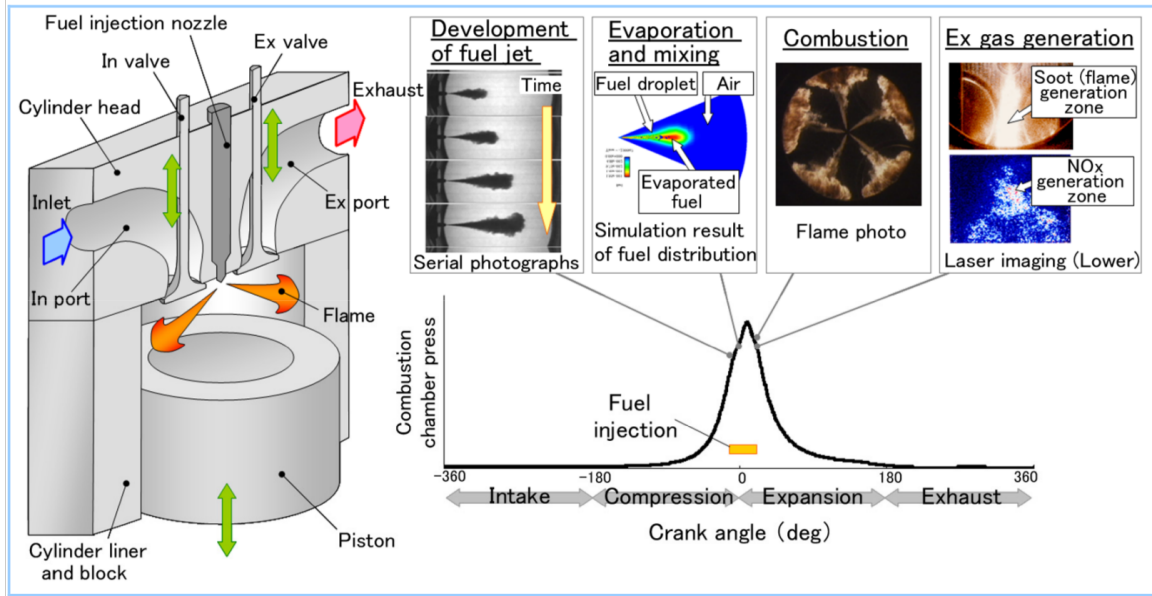 Fuel injection nozzle
Ex valve
In valve
Exhaust
Cylinder head
Inlet
Ex port
In port
Flame
Piston
Cylinder liner
and block
Development
of fuel jet
Time
Serial photographs
Evaporation
and mixing
Fuel droplet
Air
Evaporated
fuel
Simulation result
of fuel distribution
Combustion
Flame photo
Ex gas generation
Soot (flame)
generation
zone
NOx
generation
zone
Laser imaging (Lower)
Combustion
chamber press
Fuel
injection
-360
-180
0
180
360
Intake
Compression
Expansion
Exhaust
Crank angle (deg)